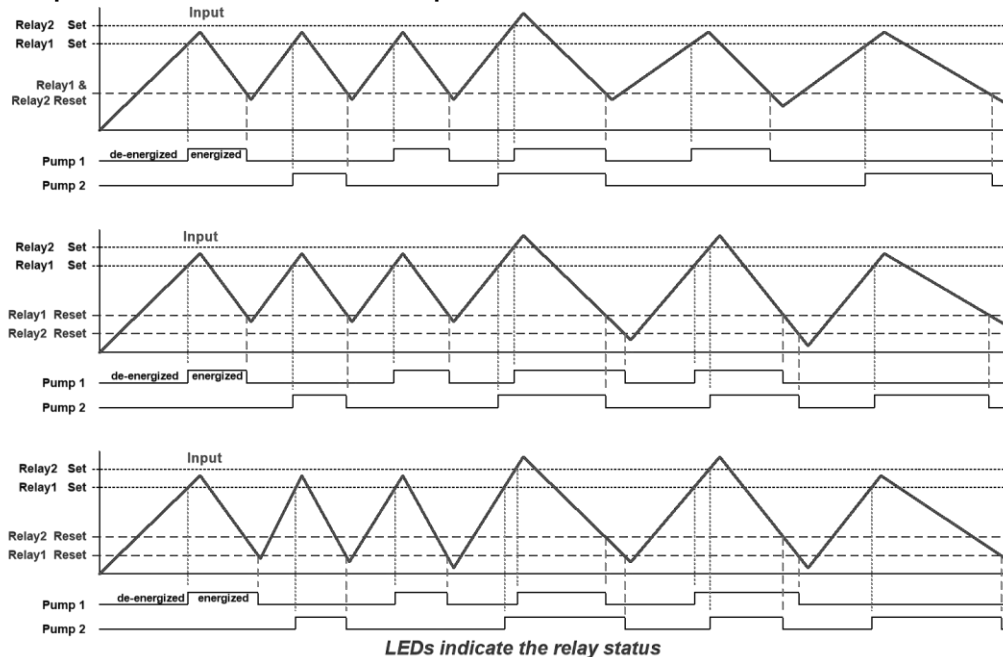 Input
Relay2 Set
Relay1 Set
Relay1 &
Relay2 Reset
de-energized energized
Pump 1
Pump 2
Input
Relay2 Set
Relay1 Set
Relay1 Reset
Relay2 Reset
Pump 1 de-energized energized
Pump 2
Input
Relay2 Set
Relay1 Set
Relay2 Reset
Relay1 Reset
de-energized energized
Pump 1
Pump 2
LEDs indicate the relay status